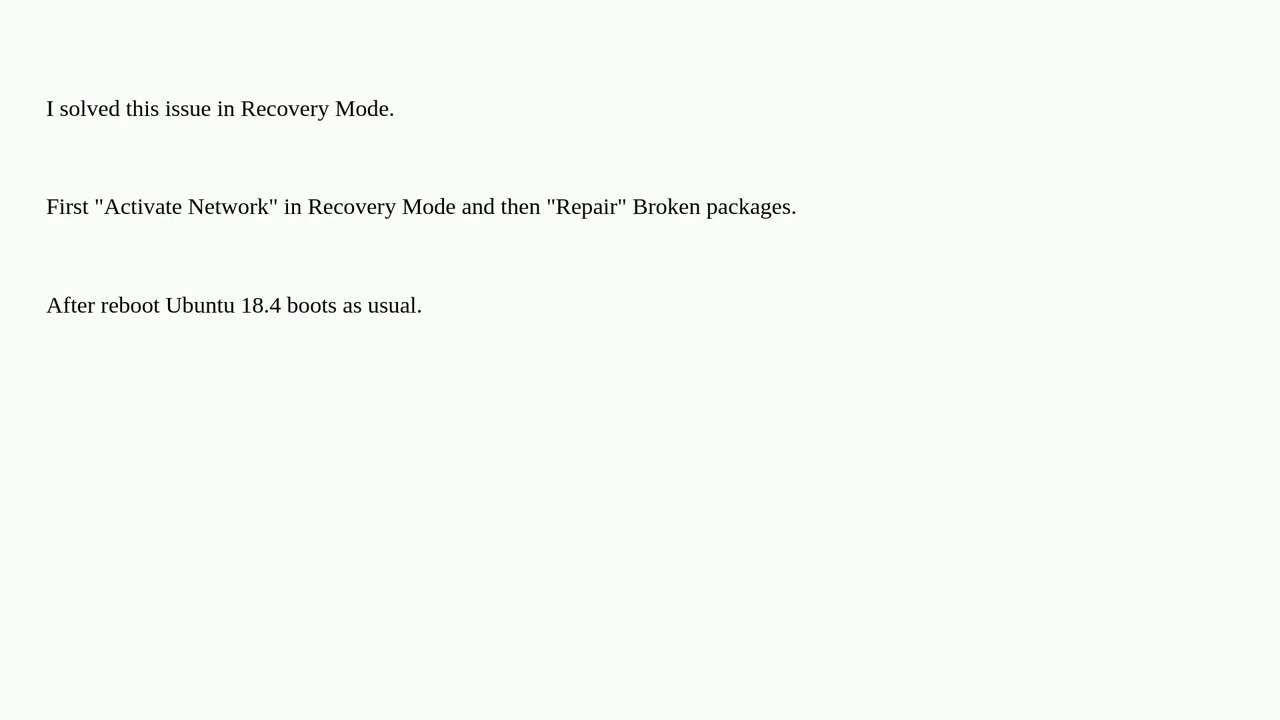 I solved this issue in Recovery Mode.
First "Activate Network" in Recovery Mode and then "Repair" Broken packages.
After reboot Ubuntu 18.4 boots as usual.